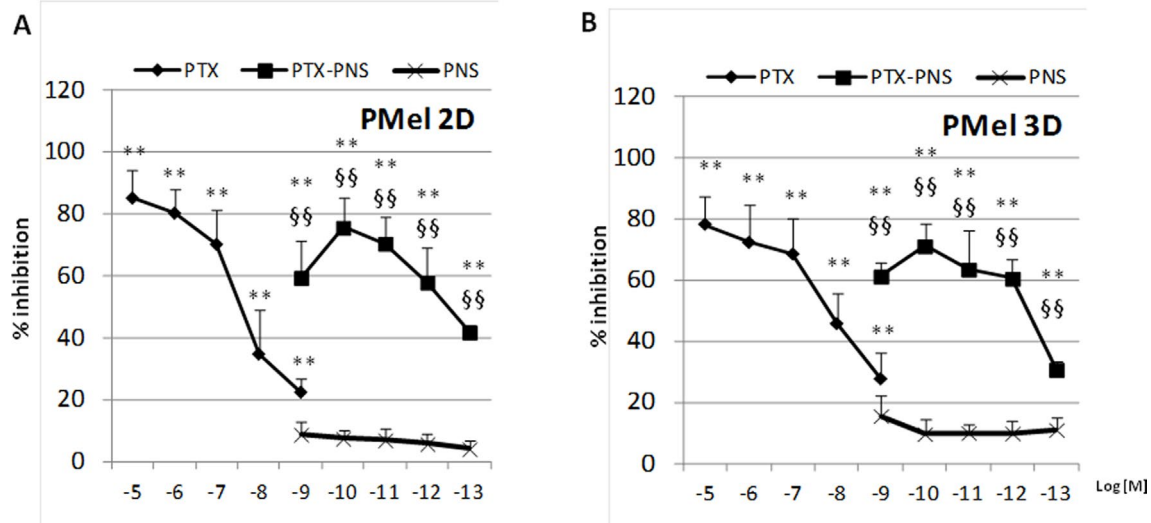 A
PTX PTX-PNS PNS
PMel 2D
% inhibition
120
100
80
60
40
20
0
** ** ** ** **
** §§
** §§
** §§
** §§
** §§
-5 -6 -7 -8 -9 -10 -11 -12 -13
B
PTX PTX-PNS PNS
PMel 3D
% inhibition
120
100
80
60
40
20
0
** ** ** ** **
** §§
** §§
** §§
** §§
** §§
-5 -6 -7 -8 -9 -10 -11 -12 -13
Log [M]